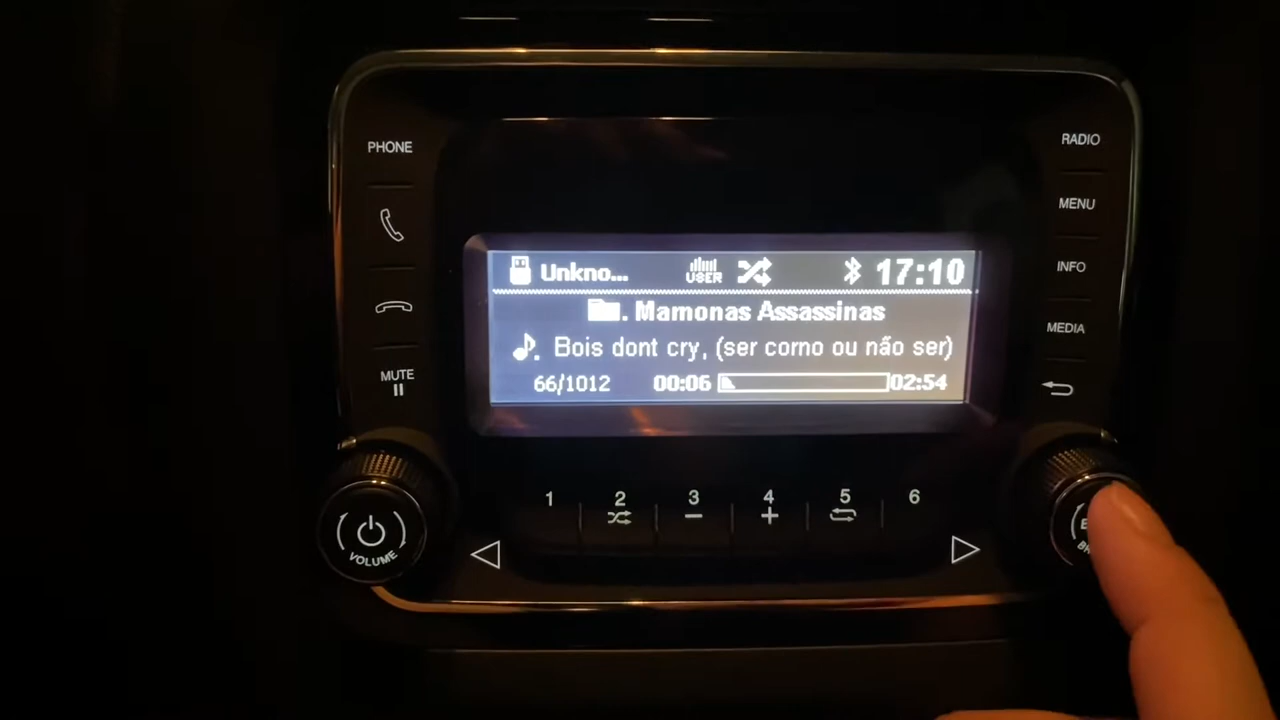 PHONE
MUTE
VOLUME
Unkno...
USER
17:10
. Mamonas Assassinas
. Bois dont cry, (ser corno ou não ser)
66/1012 00:06 02:54
1 2 3 4 5 6
RADIO
MENU
INFO
MEDIA